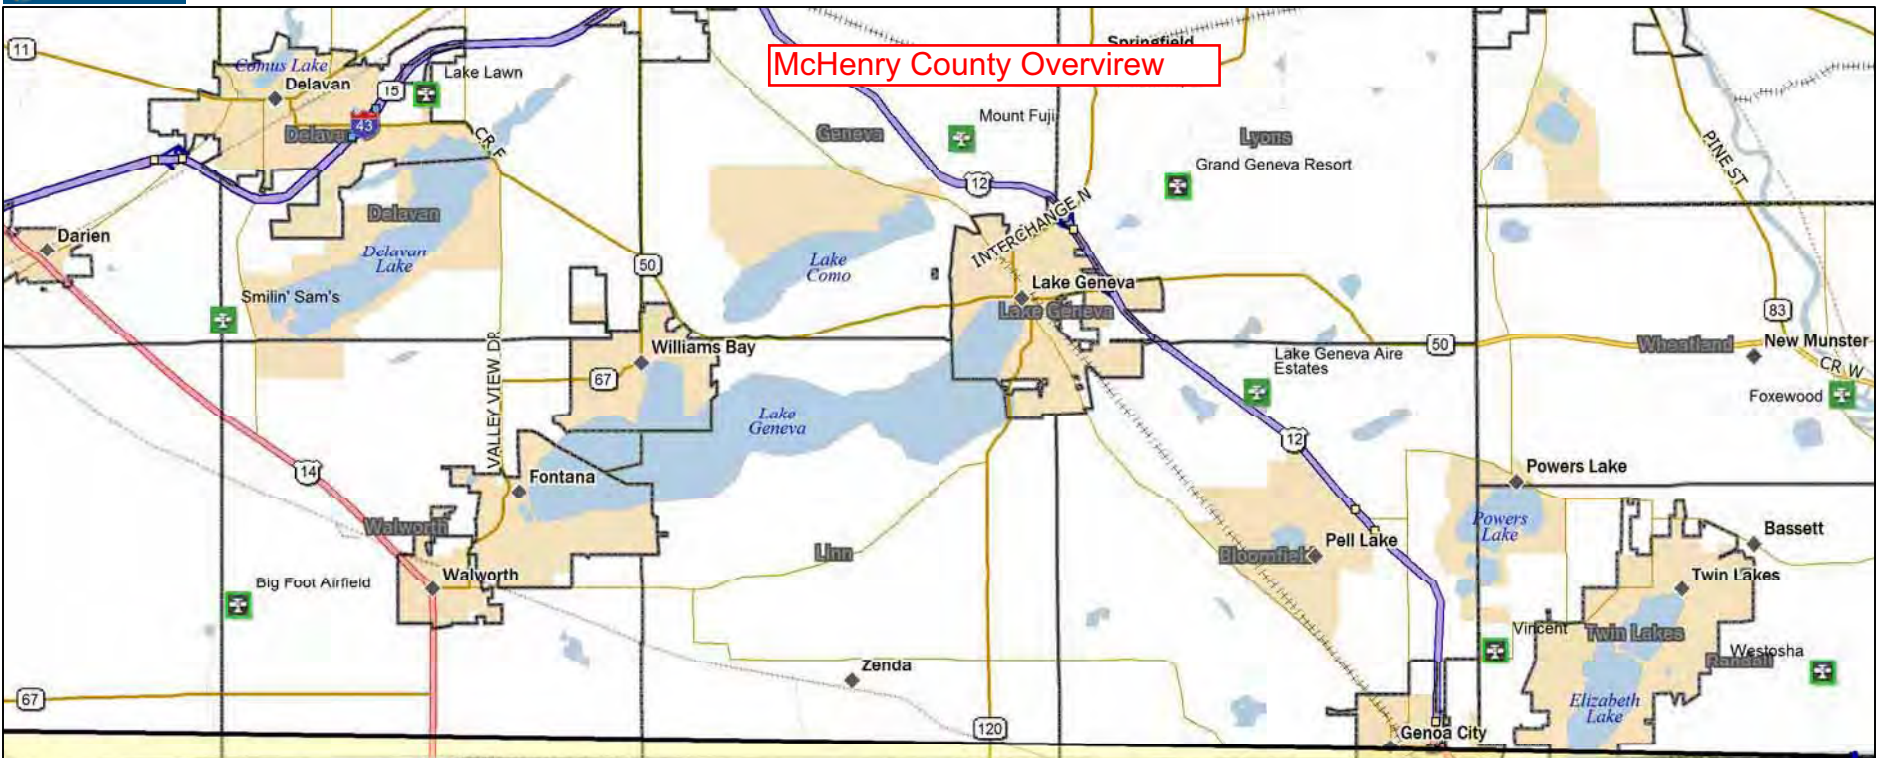 McHenry County Overvirew
Springfield
11
Comus Lake
Delavan
Lake Lawn
15
43
Delavan
CR F
Geneva
Mount Fuji
Lyons
Grand Geneva Resort
PINE ST
12
INTERCHANGE N
Delavan
Darien
Delavan
Lake
50
Lake
Como
Lake Geneva
Lake Geneva
Smilin' Sam's
83
VALLEY VIEW DR
Williams Bay
67
50
Lake Geneva Aire
Estates
Wheatland
New Munster
CR W
Foxewood
Lake
Geneva
12
14
Fontana
Powers Lake
Walworth
Linn
Powers
Lake
Bassett
Bloomfield
Pell Lake
Big Foot Airfield
Walworth
Twin Lakes
Vincent
Twin Lakes
Westosha
Randall
Zenda
67
120
Elizabeth
Lake
Genoa City